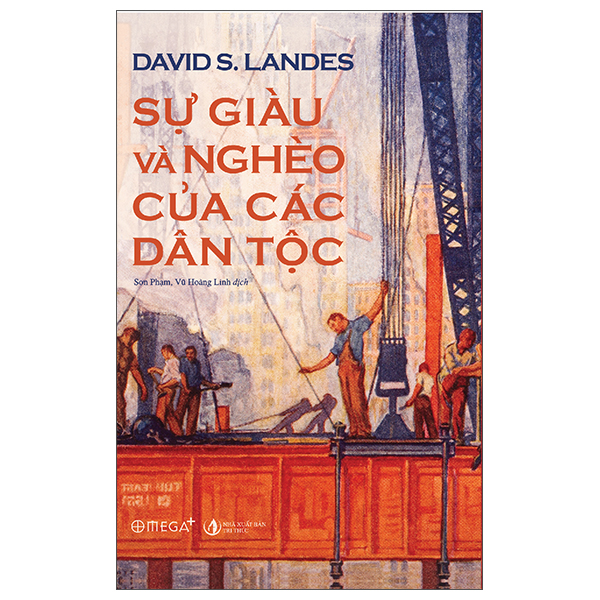 DAVID S. LANDES
SỰ GIÀU
VÀ NGHÈO
CỦA CÁC
DÂN TỘC
Sơn Phạm, Vũ Hoàng Linh dịch
OMEGA+
NHÀ XUẤT BẢN
TRI THỨC